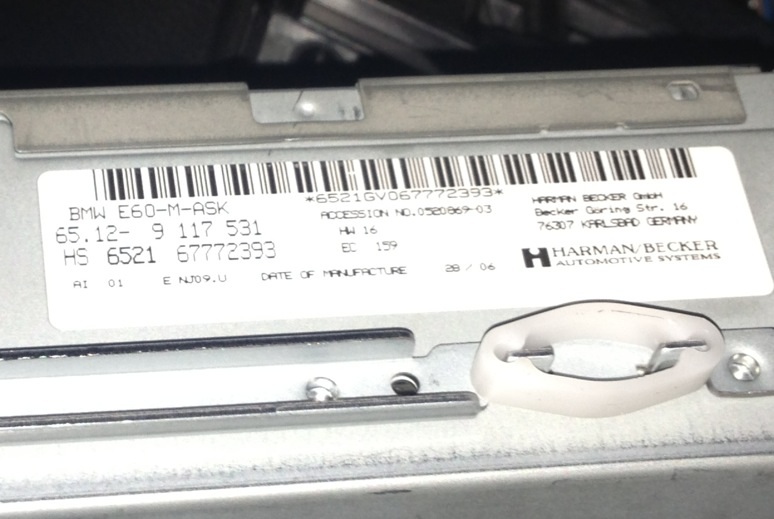 *6521GV067772393*
BMW E60-M-ASK
65.12- 9 117 531
HS 6521 67772393
AI 01 E NJ09.U DATE OF MANUFACTURE 28 / 06
ACCESSION NO.0520869-03
HW 16
EC 159
HARMAN BECKER GmbH
Becker Göring Str. 16
76307 KARLSBAD GERMANY
HARMAN/BECKER
AUTOMOTIVE SYSTEMS